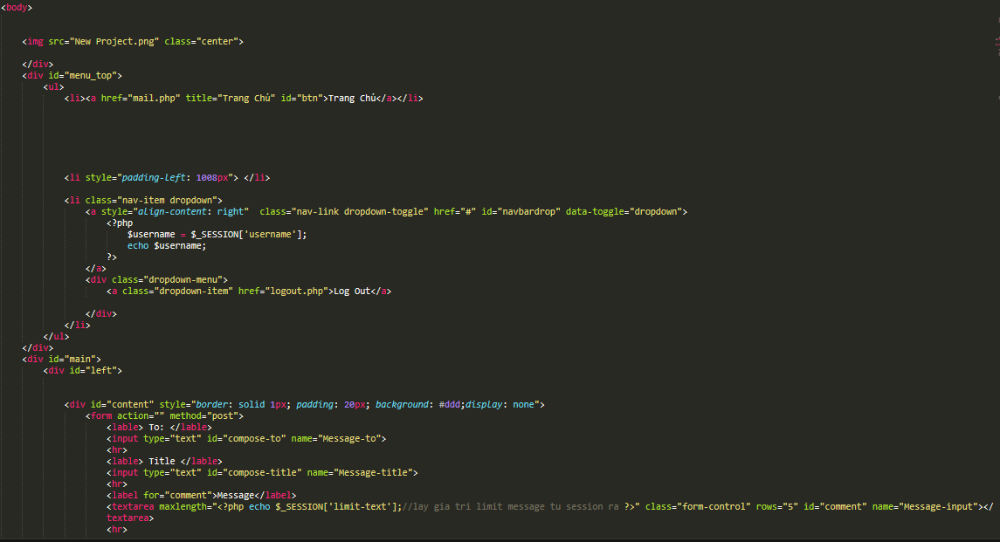 <body>
<img src="New Project.png" class="center">
</div>
<div id="menu_top">
<ul>
<li><a href="mail.php" title="Trang Chủ" id="btn">Trang Chủ</a></li>
<li style="padding-left: 1008px"> </li>
<li class="nav-item dropdown">
<a style="align-content: right"  class="nav-link dropdown-toggle" href="#" id="navbardrop" data-toggle="dropdown">
<?php
$username = $_SESSION['username'];
echo $username;
?>
</a>
<div class="dropdown-menu">
<a class="dropdown-item" href="logout.php">Log Out</a>
</div>
</li>
</ul>
</div>
<div id="main">
<div id="left">
<div id="content" style="border: solid 1px; padding: 20px; background: #ddd;display: none">
<form action="" method="post">
<lable> To: </lable>
<input type="text" id="compose-to" name="Message-to">
<hr>
<lable> Title </lable>
<input type="text" id="compose-title" name="Message-title">
<hr>
<label for="comment">Message</label>
<textarea maxlength="<?php echo $_SESSION['limit-text'];//lay gia tri limit message tu session ra ?>" class="form-control" rows="5" id="comment" name="Message-input"></
textarea>
<hr>